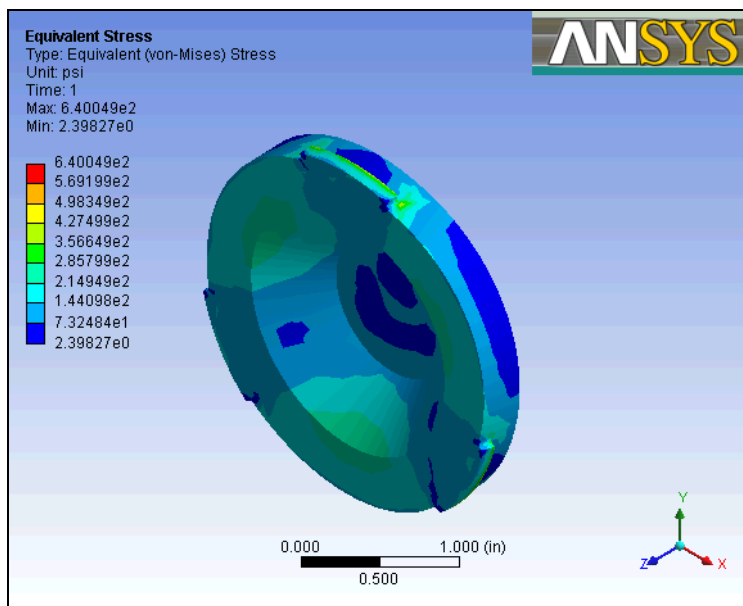 Equivalent Stress
Type: Equivalent (von-Mises) Stress
Unit: psi
Time: 1
Max: 6.40049e2
Min: 2.39827e0
ANSYS
6.40049e2
5.69199e2
4.98349e2
4.27499e2
3.56649e2
2.85799e2
2.14949e2
1.44098e2
7.32484e1
2.39827e0
0.000
1.000 (in)
0.500
Y
Z
X